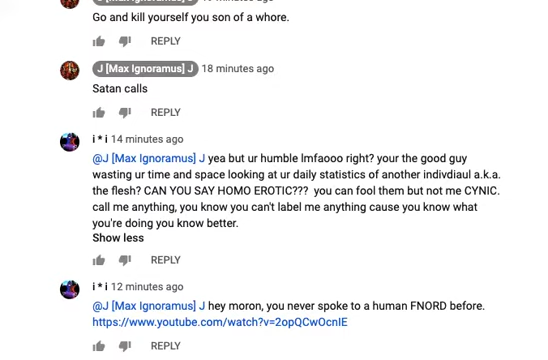 Go and kill yourself you son of a whore.
REPLY
J [Max Ignoramus] J 18 minutes ago
Satan calls
REPLY
i * i 14 minutes ago
@J [Max Ignoramus] J yea but ur humble lmfaooo right? your the good guy
wasting ur time and space looking at ur daily statistics of another indivdiaul a.k.a.
the flesh? CAN YOU SAY HOMO EROTIC??? you can fool them but not me CYNIC.
call me anything, you know you can't label me anything cause you know what
you're doing you know better.
Show less
REPLY
i * i 12 minutes ago
@J [Max Ignoramus] J hey moron, you never spoke to a human FNORD before.
https://www.youtube.com/watch?v=2opQCwOcnIE
REPLY